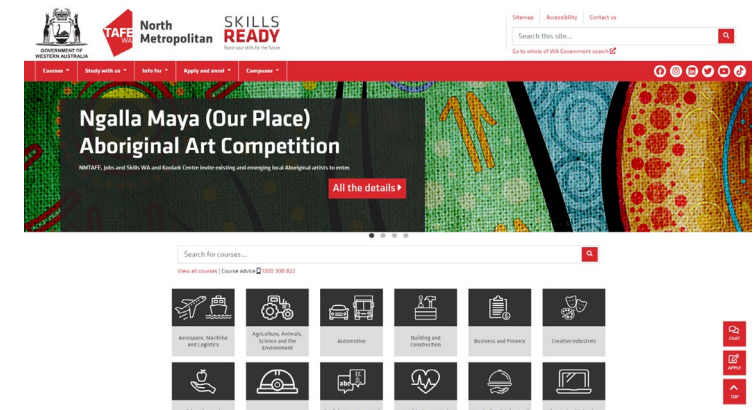 GOVERNMENT OF
WESTERN AUSTRALIA
TAFE
WA
North
Metropolitan
SKILLS
READY
Boost your skills for the future
Sitemap
Accessibility
Contact us
Search this site...
Go to whole of WA Government search
Courses
Study with us
Info for
Apply and enrol
Campuses
Ngalla Maya (Our Place)
Aboriginal Art Competition
NMTAFE, Jobs and Skills WA and Koolark Centre invite existing and emerging local Aboriginal artists to enter.
All the details
Search for courses...
View all courses | Course advice 1300 300 822
Aerospace, Maritime
and Logistics
Agriculture, Animals,
Science and the
Environment
Automotive
Building and
Construction
Business and Finance
Creative Industries
abc
CHAT
APPLY
TOP